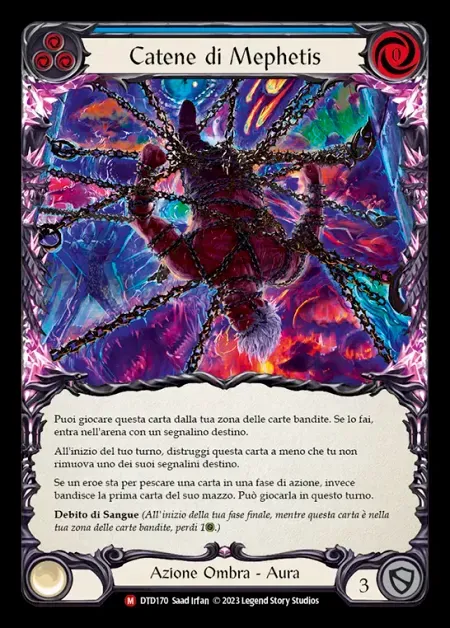 Catene di Mephetis
0
Puoi giocare questa carta dalla tua zona delle carte bandite. Se lo fai,
entra nell'arena con un segnalino destino.
All'inizio del tuo turno, distruggi questa carta a meno che tu non
rimuova uno dei suoi segnalini destino.
Se un eroe sta per pescare una carta in una fase di azione, invece
bandisce la prima carta del suo mazzo. Può giocarla in questo turno.
Debito di Sangue (All'inizio della tua fase finale, mentre questa carta è nella
tua zona delle carte bandite, perdi 1.)
Azione Ombra - Aura
3
M DTD170 Saad Irfan © 2023 Legend Story Studios